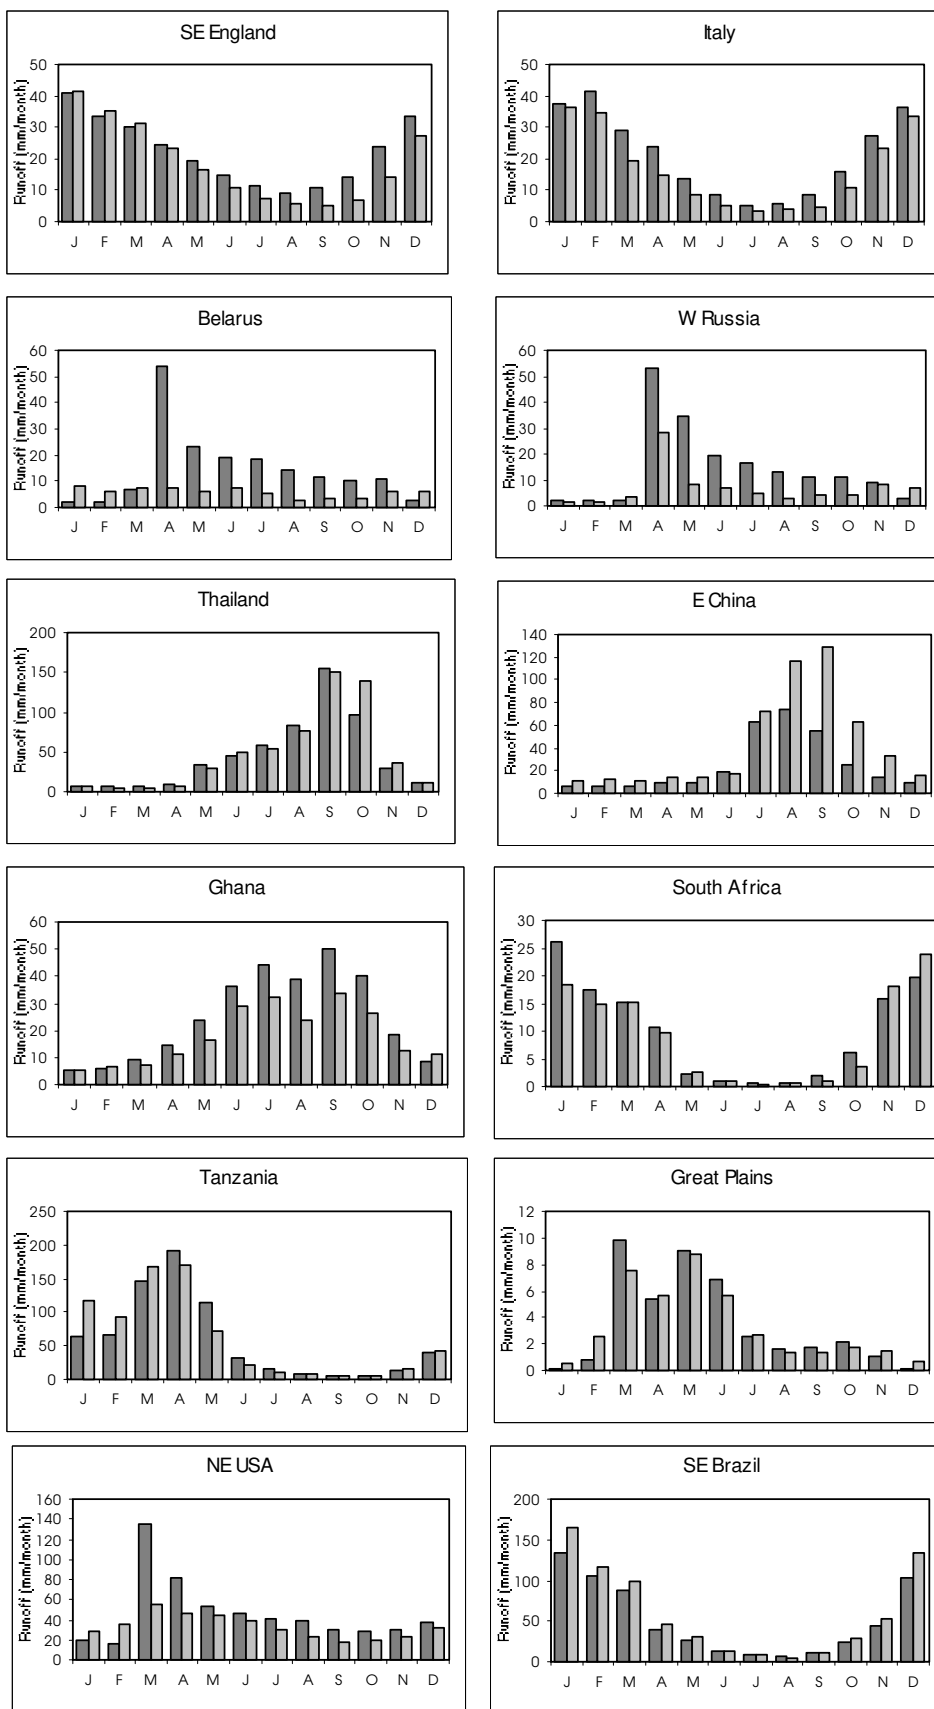 SE England
Runoff (mm/month)
50
40
30
20
10
0
J F M A M J J A S O N D
Italy
Runoff (mm/month)
50
40
30
20
10
0
J F M A M J J A S O N D
Belarus
Runoff (mm/month)
60
50
40
30
20
10
0
J F M A M J J A S O N D
W Russia
Runoff (mm/month)
60
50
40
30
20
10
0
J F M A M J J A S O N D
Thailand
Runoff (mm/month)
200
150
100
50
0
J F M A M J J A S O N D
E China
Runoff (mm/month)
140
120
100
80
60
40
20
0
J F M A M J J A S O N D
Ghana
Runoff (mm/month)
60
50
40
30
20
10
0
J F M A M J J A S O N D
South Africa
Runoff (mm/month)
30
25
20
15
10
5
0
J F M A M J J A S O N D
Tanzania
Runoff (mm/month)
250
200
150
100
50
0
J F M A M J J A S O N D
Great Plains
Runoff (mm/month)
12
10
8
6
4
2
0
J F M A M J J A S O N D
NE USA
Runoff (mm/month)
160
140
120
100
80
60
40
20
0
J F M A M J J A S O N D
SE Brazil
Runoff (mm/month)
200
150
100
50
0
J F M A M J J A S O N D